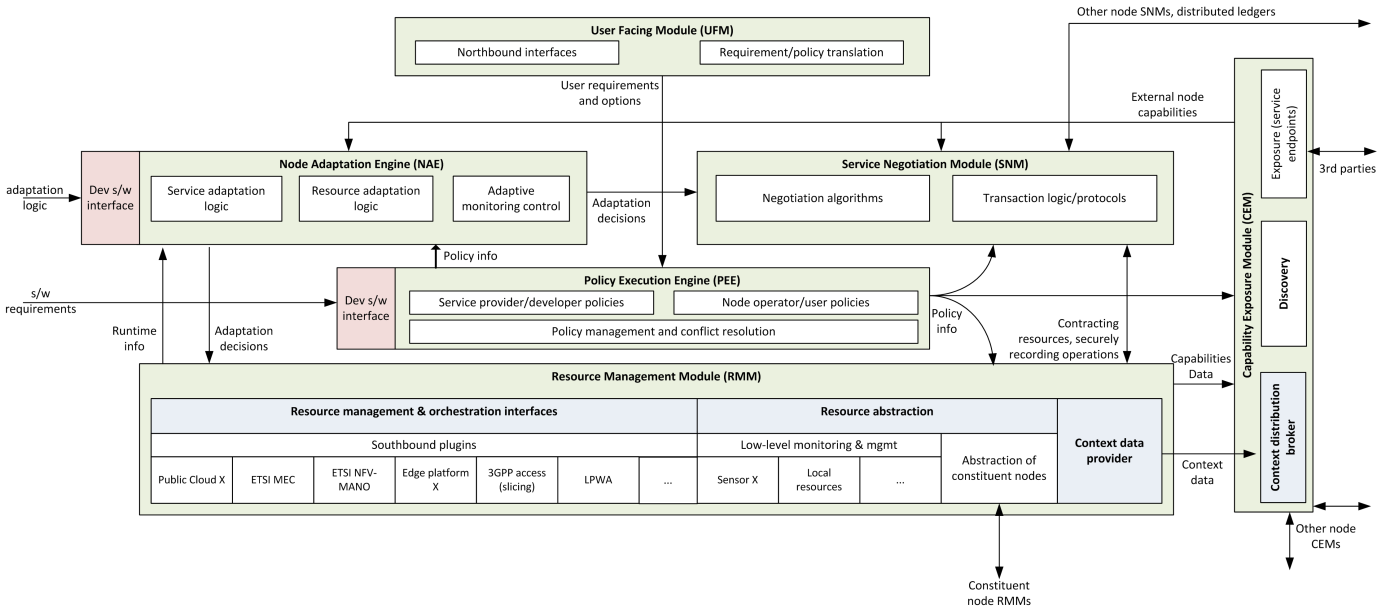 Other node SNMs, distributed ledgers
User Facing Module (UFM)
Northbound interfaces
Requirement/policy translation
User requirements
and options
External node
capabilities
Exposure (service
endpoints)
3rd parties
Node Adaptation Engine (NAE)
Dev s/w
interface
Service adaptation
logic
Resource adaptation
logic
Adaptive
monitoring control
adaptation
logic
Adaptation
decisions
Service Negotiation Module (SNM)
Negotiation algorithms
Transaction logic/protocols
Capability Exposure Module (CEM)
Discovery
Policy info
Policy Execution Engine (PEE)
Dev s/w
interface
Service provider/developer policies
Node operator/user policies
Policy management and conflict resolution
s/w
requirements
Runtime
info
Adaptation
decisions
Policy
info
Contracting
resources, securely
recording operations
Capabilities
Data
Resource Management Module (RMM)
Resource management & orchestration interfaces
Resource abstraction
Southbound plugins
Low-level monitoring & mgmt
Public Cloud X
ETSI MEC
ETSI NFV-
MANO
Edge platform
X
3GPP access
(slicing)
LPWA
...
Sensor X
Local
resources
...
Abstraction of
constituent nodes
Context data
provider
Context
data
Context distribution
broker
Other node
CEMs
Constituent
node RMMs